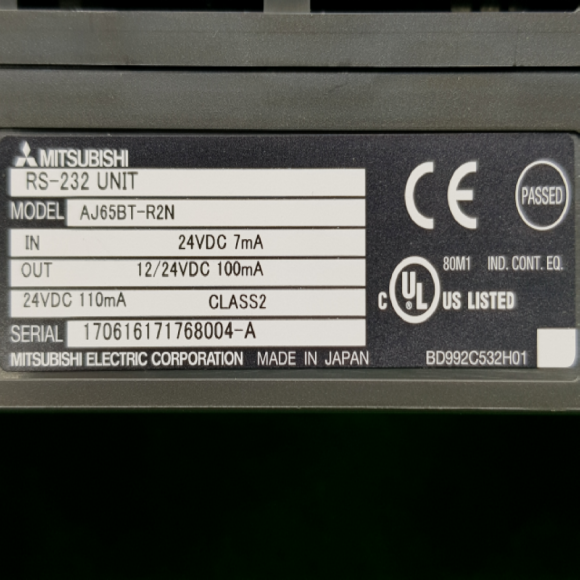 MITSUBISHI
RS-232 UNIT
MODEL AJ65BT-R2N
IN 24VDC 7mA
OUT 12/24VDC 100mA
24VDC 110mA CLASS2
SERIAL 170616171768004-A
MITSUBISHI ELECTRIC CORPORATION MADE IN JAPAN
CE
PASSED
80M1 IND. CONT. EQ.
C UL US LISTED
BD992C532H01